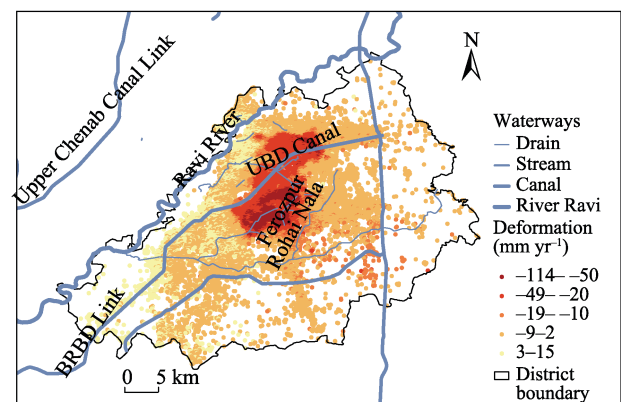 N
Upper Chenab Canal Link
Ravi River
UBD Canal
Ferozpur
Rohai Nala
BRBD Link
0 5 km
Waterways
Drain
Stream
Canal
River Ravi
Deformation
(mm yr⁻¹)
–114– –50
–49– –20
–19– –10
–9–2
3–15
District
boundary